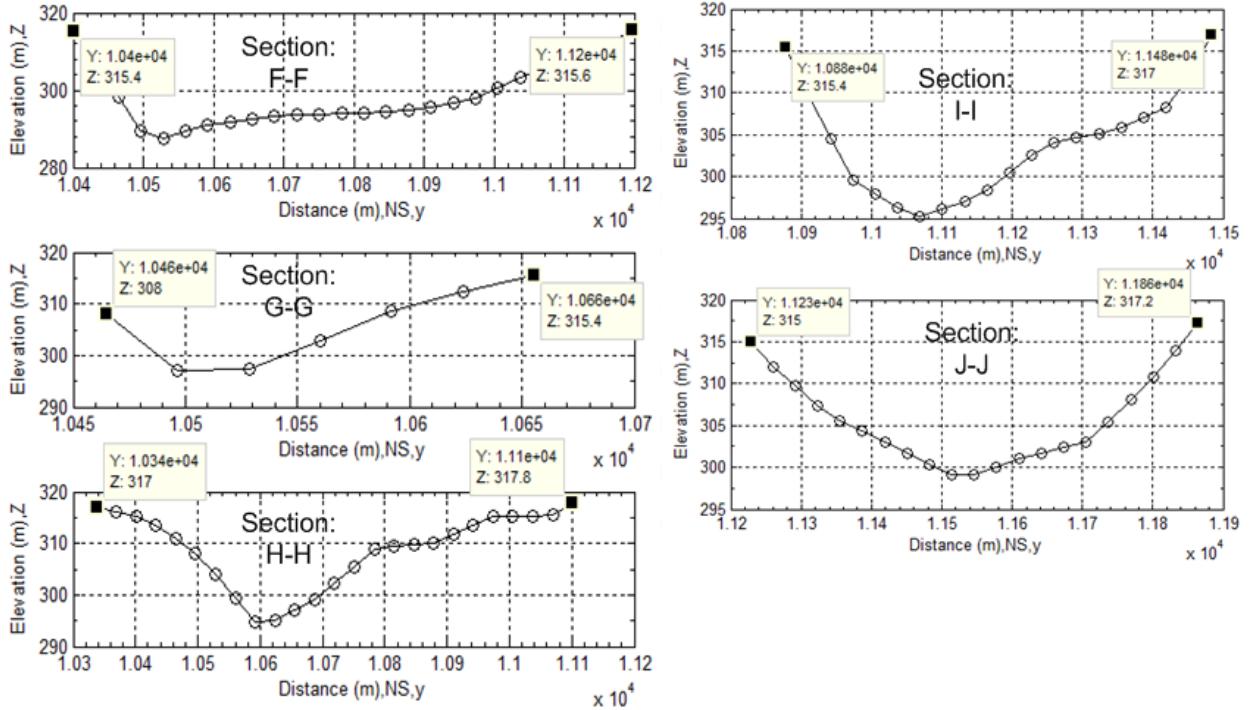 320
300
280
Elevation (m),Z
Y: 1.04e+04
Z: 315.4
Section:
F-F
Y: 1.12e+04
Z: 315.6
1.04 1.05 1.06 1.07 1.08 1.09 1.1 1.11 1.12
Distance (m),NS,y
x 10^4
320
310
300
290
Elevation (m),Z
Y: 1.046e+04
Z: 308
Section:
G-G
Y: 1.066e+04
Z: 315.4
1.045 1.05 1.055 1.06 1.065 1.07
Distance (m),NS,y
x 10^4
Y: 1.034e+04
Z: 317
Y: 1.11e+04
Z: 317.8
320
310
300
290
Elevation (m),Z
Section:
H-H
1.03 1.04 1.05 1.06 1.07 1.08 1.09 1.1 1.11 1.12
Distance (m),NS,y
x 10^4
320
315
310
305
300
295
Elevation (m),Z
Y: 1.088e+04
Z: 315.4
Section:
I-I
Y: 1.148e+04
Z: 317
1.08 1.09 1.1 1.11 1.12 1.13 1.14 1.15
Distance (m),NS,y
x 10^4
Y: 1.123e+04
Z: 315
Y: 1.186e+04
Z: 317.2
320
315
310
305
300
295
Elevation (m),Z
Section:
J-J
1.12 1.13 1.14 1.15 1.16 1.17 1.18 1.19
Distance (m),NS,y
x 10^4